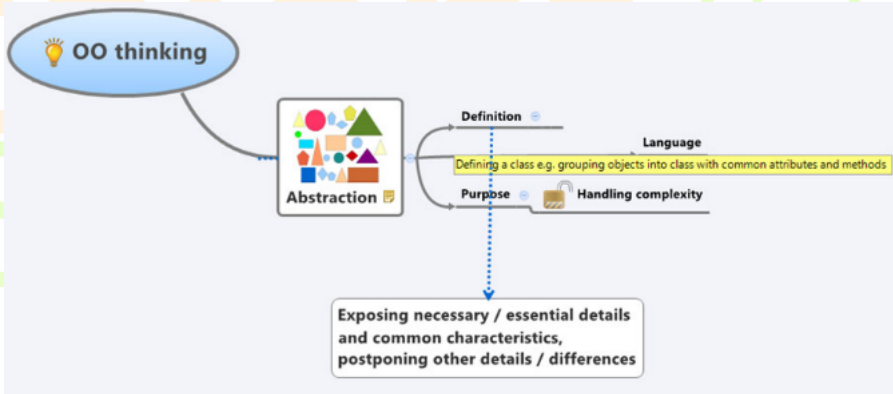 OO thinking
Definition
Language
Defining a class e.g. grouping objects into class with common attributes and methods
Abstraction
Purpose
Handling complexity
Exposing necessary / essential details
and common characteristics,
postponing other details / differences